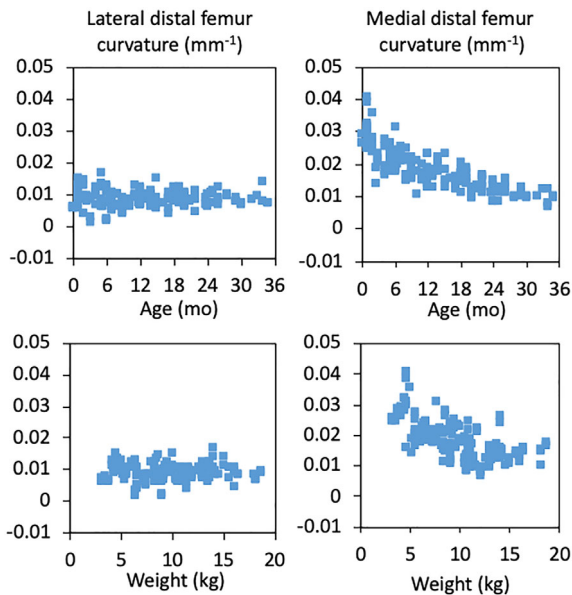 Lateral distal femur
curvature (mm⁻¹)
Medial distal femur
curvature (mm⁻¹)
0.05
0.04
0.03
0.02
0.01
0
-0.01
0 6 12 18 24 30 36
Age (mo)
0.05
0.04
0.03
0.02
0.01
0
-0.01
0 6 12 18 24 30 36
Age (mo)
0.05
0.04
0.03
0.02
0.01
0
-0.01
0 5 10 15 20
Weight (kg)
0.05
0.04
0.03
0.02
0.01
0
-0.01
0 5 10 15 20
Weight (kg)